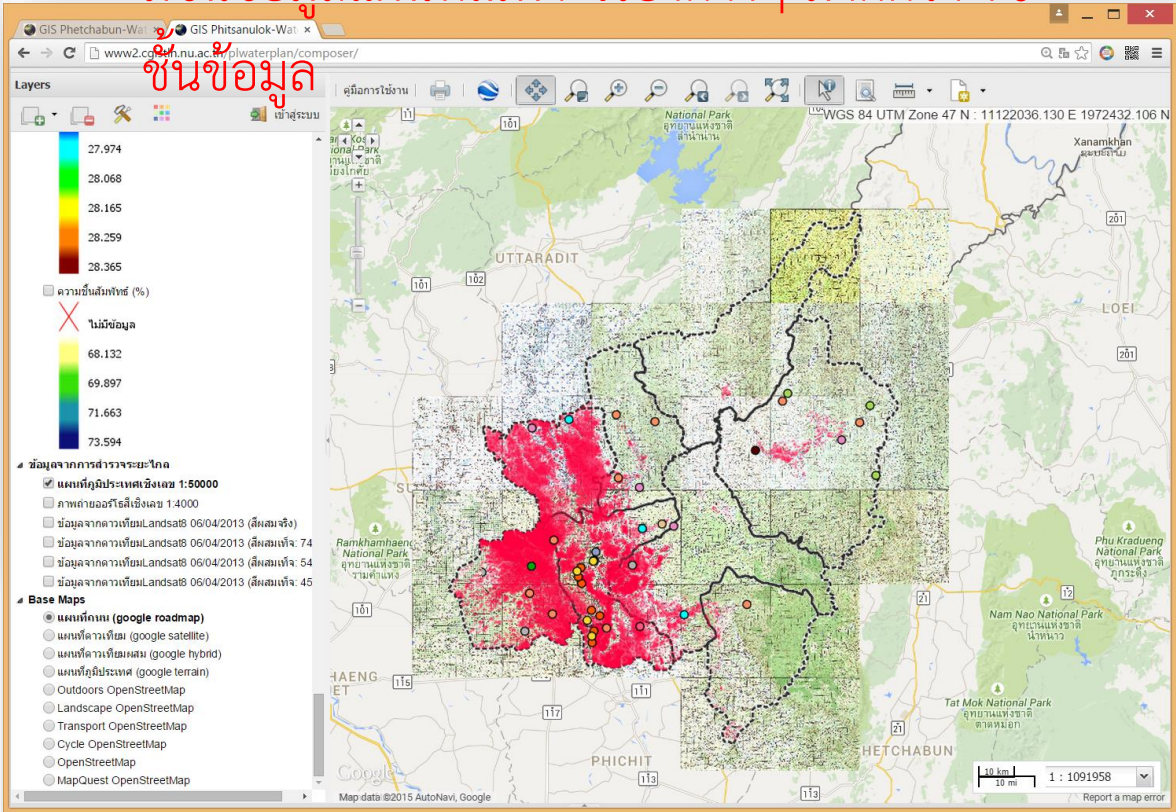 ชั้นข้อมูล
GIS Phetchabun-Wat
GIS Phitsanulok-Wat
www2.cgistln.nu.ac.th/plwaterplan/composer/
Layers
เข้าสู่ระบบ
คู่มือการใช้งาน
WGS 84 UTM Zone 47 N : 11122036.130 E 1972432.106 N
27.974
28.068
28.165
28.259
28.365
ความชื้นสัมพัทธ์ (%)
ไม่มีข้อมูล
68.132
69.897
71.663
73.594
ข้อมูลจากการสำรวจระยะไกล
แผนที่ภูมิประเทศเชิงเลข 1:50000
ภาพถ่ายออร์โธสีเชิงเลข 1:4000
ข้อมูลจากดาวเทียมLandsat8 06/04/2013 (สีผสมจริง)
ข้อมูลจากดาวเทียมLandsat8 06/04/2013 (สีผสมเท็จ: 74
ข้อมูลจากดาวเทียมLandsat8 06/04/2013 (สีผสมเท็จ: 54
ข้อมูลจากดาวเทียมLandsat8 06/04/2013 (สีผสมเท็จ: 45
Base Maps
แผนที่ถนน (google roadmap)
แผนที่ดาวเทียม (google satellite)
แผนที่ดาวเทียมผสม (google hybrid)
แผนที่ภูมิประเทศ (google terrain)
Outdoors OpenStreetMap
Landscape OpenStreetMap
Transport OpenStreetMap
Cycle OpenStreetMap
OpenStreetMap
MapQuest OpenStreetMap
11
101
National Park
อุทยานแห่งชาติ
ลำน้ำน่าน
Xanamkhan
201
UTTARADIT
101
102
LOEI
201
Ramkhamhaeng
National Park
อุทยานแห่งชาติ
รามคำแหง
Phu Kradueng
National Park
อุทยานแห่งชาติ
ภูกระดึง
101
21
12
Nam Nao National Park
อุทยานแห่งชาติ
น้ำหนาว
HAENG
ET
115
111
117
Tat Mok National Park
อุทยานแห่งชาติ
ตาดหมอก
21
HETCHABUN
PHICHIT
113
113
10 km
10 mi
1 : 1091958
Google
Map data ©2015 AutoNavi, Google
Report a map error